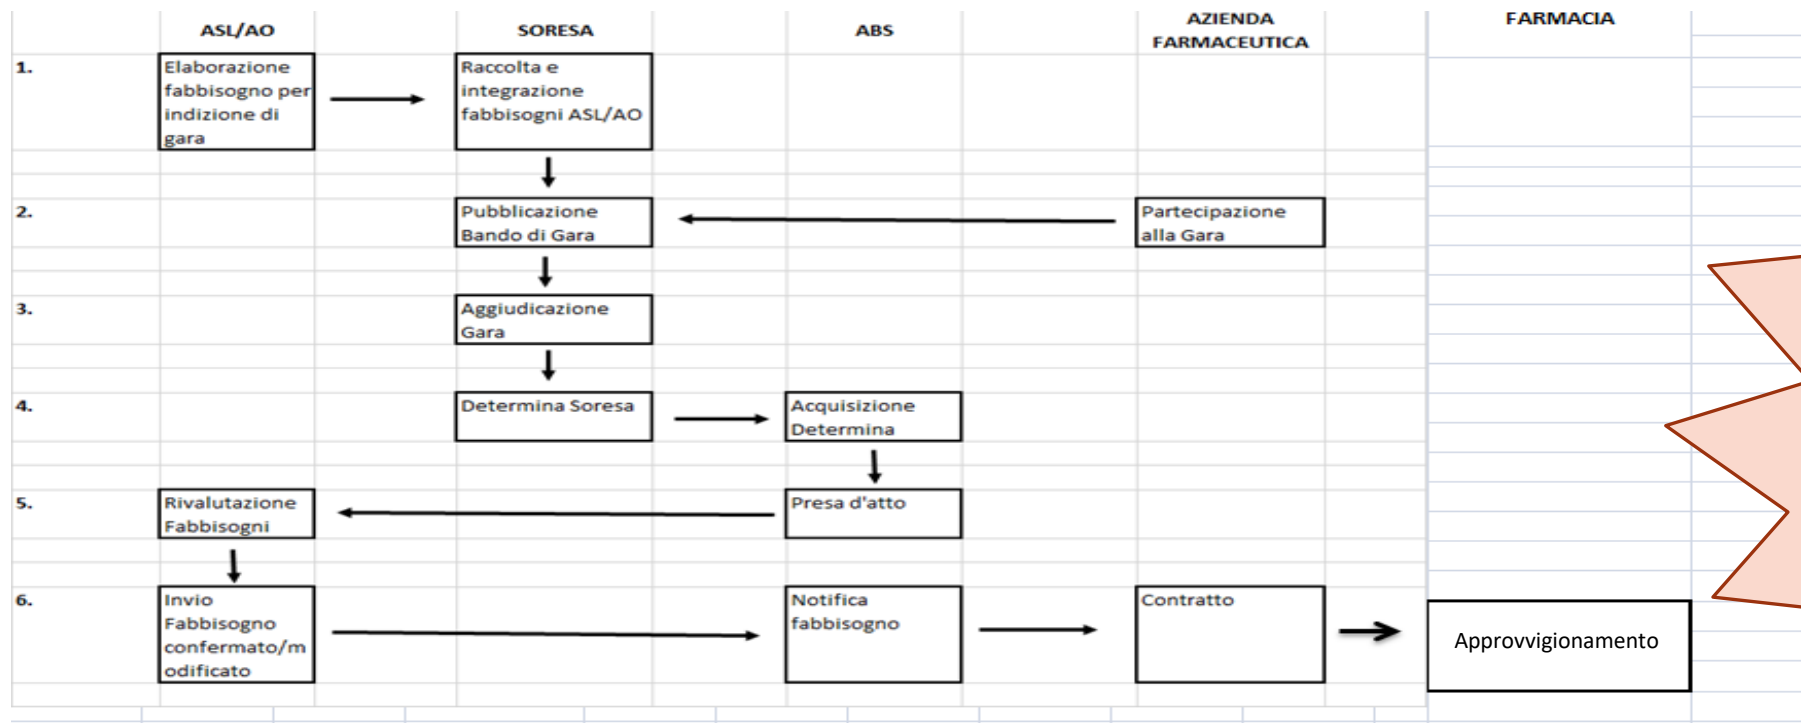 ASL/AO
SORESA
ABS
AZIENDA
FARMACEUTICA
FARMACIA
1.
Elaborazione
fabbisogno per
indizione di
gara
Raccolta e
integrazione
fabbisogni ASL/AO
2.
Pubblicazione
Bando di Gara
Partecipazione
alla Gara
3.
Aggiudicazione
Gara
4.
Determina Soresa
Acquisizione
Determina
5.
Rivalutazione
Fabbisogni
Presa d'atto
6.
Invio
Fabbisogno
confermato/m
odificato
Notifica
fabbisogno
Contratto
Approvvigionamento